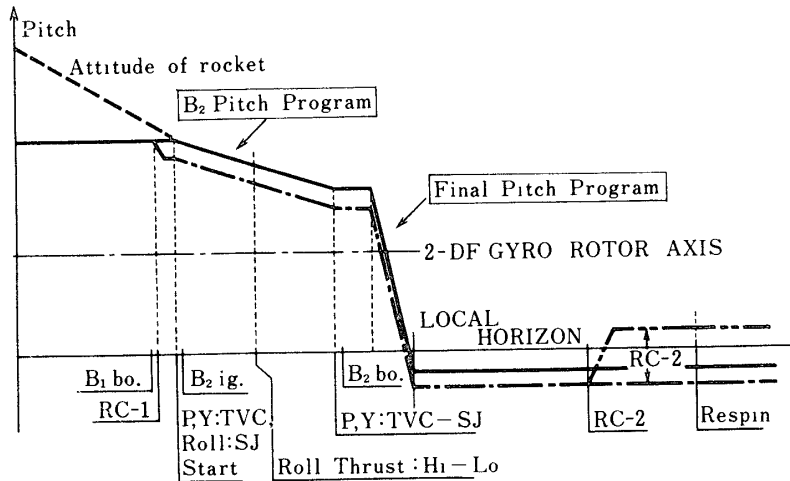 Pitch
Attitude of rocket
B₂ Pitch Program
Final Pitch Program
2-DF GYRO ROTOR AXIS
LOCAL
HORIZON
RC-2
B₁ bo.
B₂ ig.
B₂ bo.
RC-1
P,Y:TVC,
Roll:SJ
Start
P,Y:TVC-SJ
RC-2
Respin
Roll Thrust:Hi-Lo